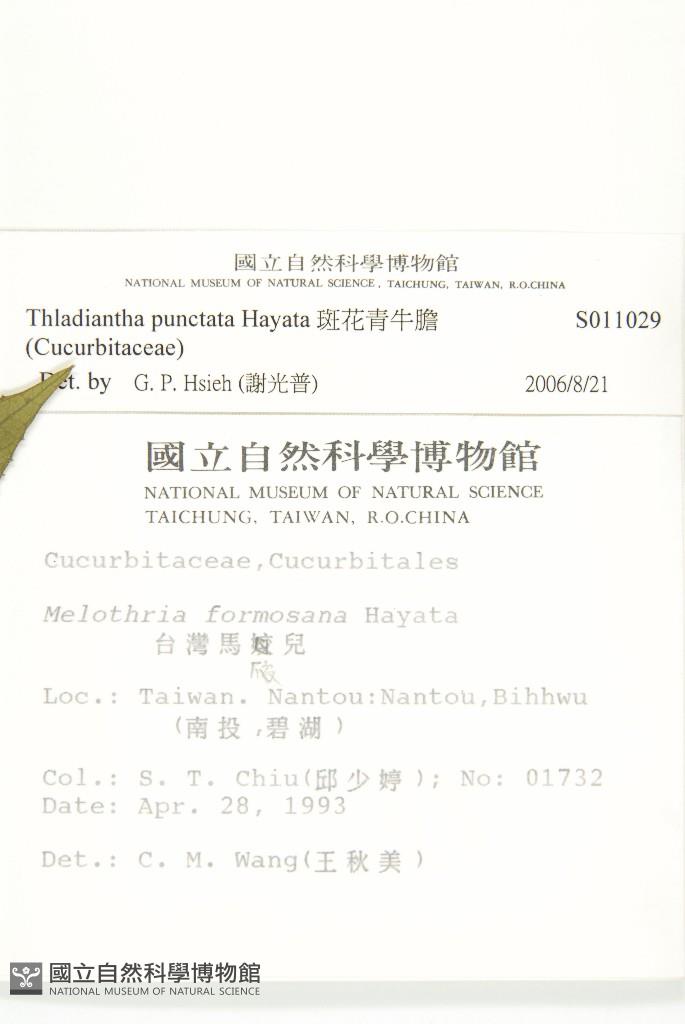 國立自然科學博物館
NATIONAL MUSEUM OF NATURAL SCIENCE, TAICHUNG, TAIWAN, R.O.CHINA
Thladiantha punctata Hayata 斑花青牛膽 S011029
(Cucurbitaceae)
Det. by G. P. Hsieh (謝光普) 2006/8/21
國立自然科學博物館
NATIONAL MUSEUM OF NATURAL SCIENCE
TAICHUNG, TAIWAN, R.O.CHINA
Cucurbitaceae,Cucurbitales
Melothria formosana Hayata
台灣馬 兒
Loc.: Taiwan. Nantou:Nantou,Bihhwu
(南投,碧湖)
Col.: S. T. Chiu(邱少婷); No: 01732
Date: Apr. 28, 1993
Det.: C. M. Wang(王秋美)
國立自然科學博物館
NATIONAL MUSEUM OF NATURAL SCIENCE